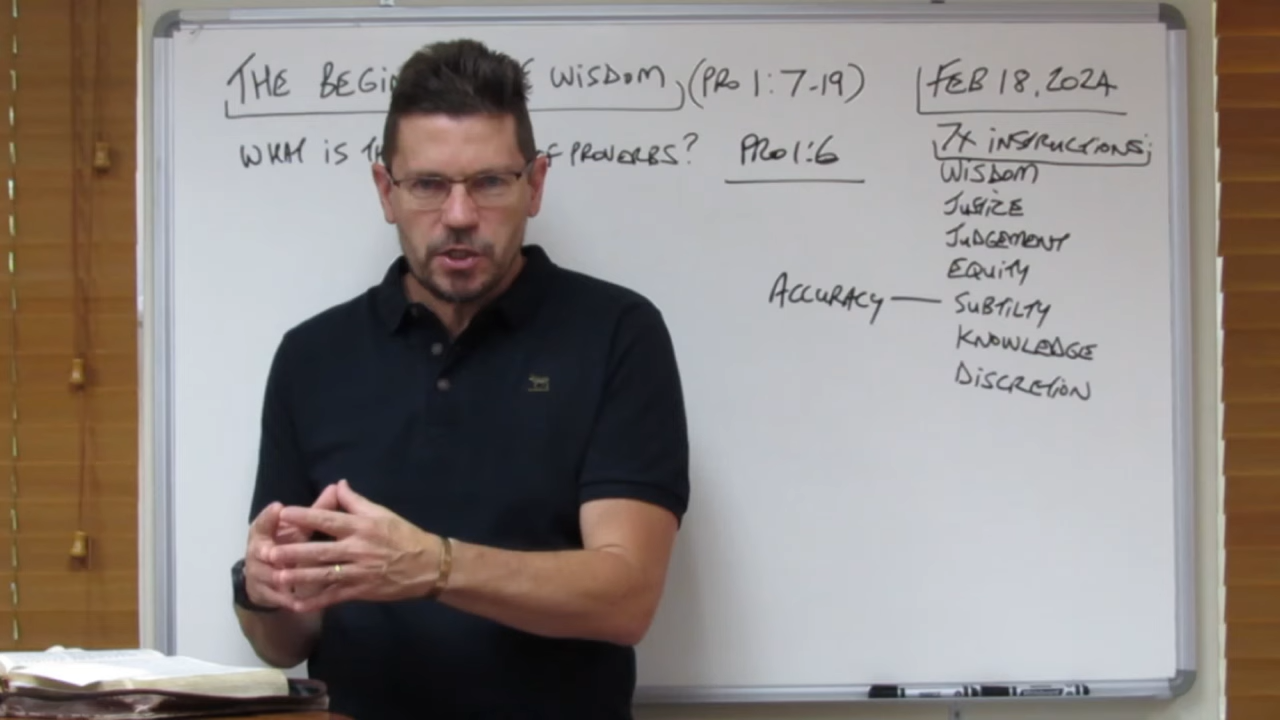 THE BEGIN E WISDOM (PRO 1:7-19)
WHAT IS TH F PROVERBS? PRO 1:6
FEB 18, 2024
7X INSTRUCTIONS:
WISDOM
JUSTICE
JUDGEMENT
EQUITY
ACCURACY — SUBTILTY
KNOWLEDGE
DISCRETION